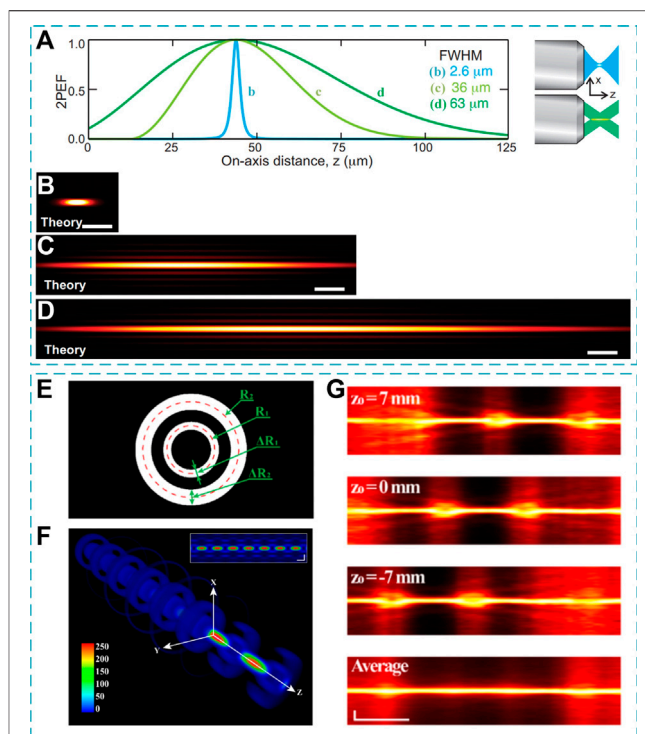 A
1.0
0.5
0.0
2PEF
FWHM
(b) 2.6 μm
(c) 36 μm
(d) 63 μm
b
c
d
0
25
50
75
100
125
On-axis distance, z (μm)
x
z
B
Theory
C
Theory
D
Theory
E
R₂
R₁
ΔR₁
ΔR₂
F
X
Y
Z
250
200
150
100
50
0
G
z₀ = 7 mm
z₀ = 0 mm
z₀ = -7 mm
Average